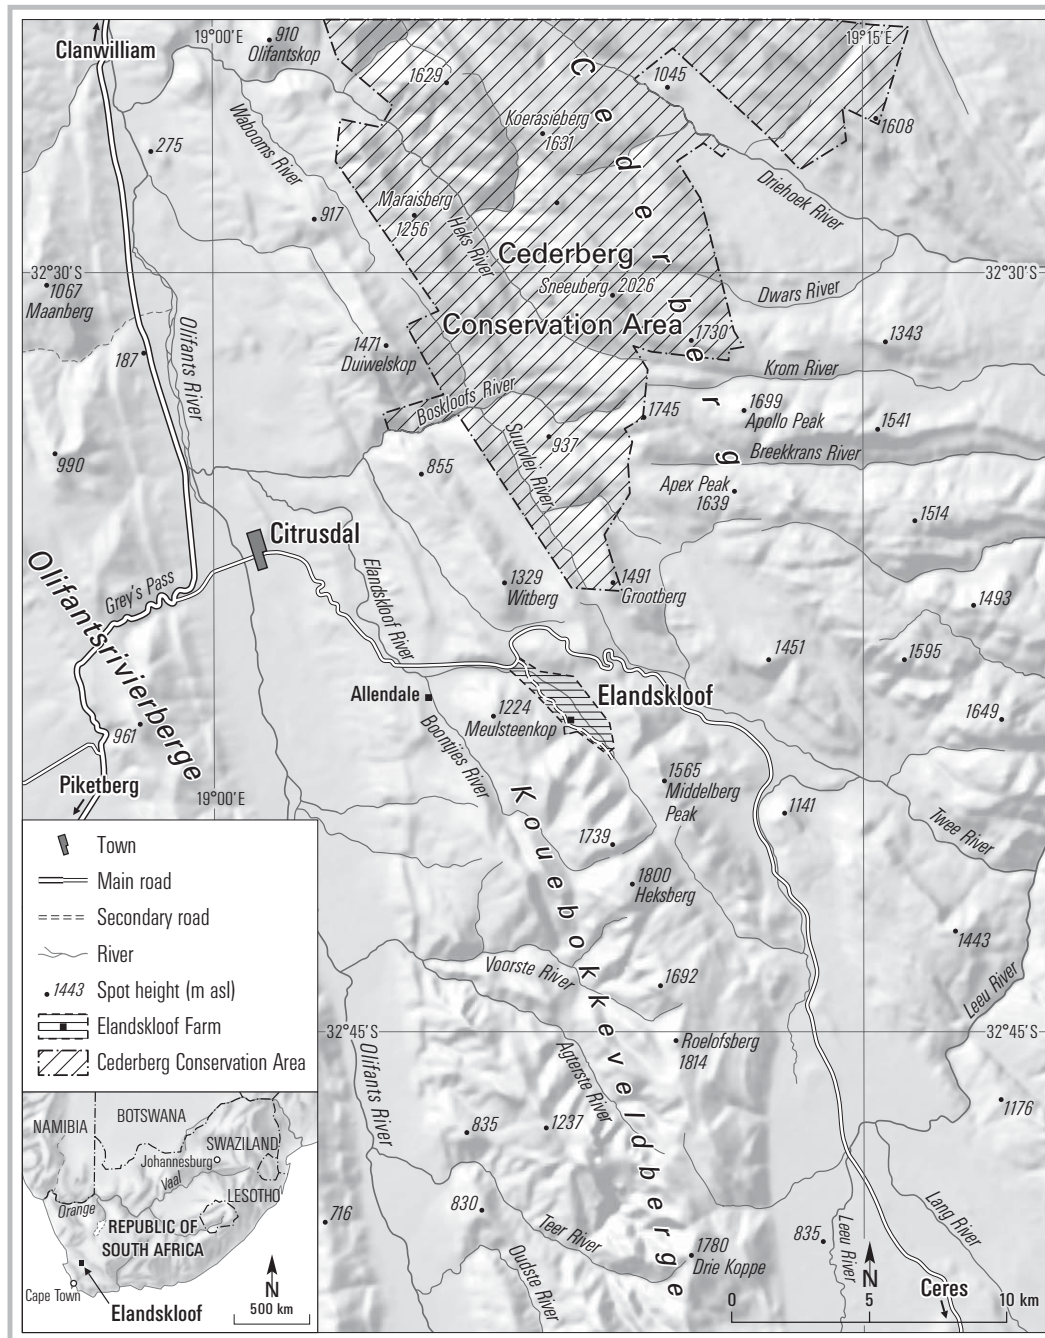 Clanwilliam
19°00'E
910
Olifantskop
19°15'E
1629
1045
C e d e r b e r g
Koerasieberg
1631
1608
275
Wabooms River
Driehoek River
Maraisberg
1256
917
Heks River
Cederberg
Conservation Area
32°30'S
32°30'S
1067
Maanberg
Sneeuberg 2026
Dwars River
187
Olifants River
1471
Duiwelskop
1730
1343
Krom River
Boskloofs River
1745
1699
Apollo Peak
1541
Suurvlei River
937
Breekkrans River
990
855
Apex Peak
1639
1514
Citrusdal
Grey's Pass
Elandskloof River
1329
Witberg
1491
Grootberg
1493
Olifantsrivierberge
1451
1595
Allendale
Elandskloof
1224
Meulsteenkop
1649
961
Boontjies River
Piketberg
19°00'E
1565
Middelberg
Peak
1141
Twee River
K o u e b o k k e v e l d b e r g e
1739
1800
Heksberg
1443
Voorste River
1692
Leeu River
32°45'S
32°45'S
Roelofsberg
1814
Olifants River
Agterste River
1176
835
1237
716
830
Teer River
Oudste River
1780
Drie Koppe
835
Leeu River
Lang River
N
Ceres
0 5 10 km
Town
Main road
Secondary road
River
1443 Spot height (m asl)
Elandskloof Farm
Cederberg Conservation Area
NAMIBIA
BOTSWANA
SWAZILAND
Johannesburg
Vaal
LESOTHO
Orange
REPUBLIC OF
SOUTH AFRICA
Cape Town
Elandskloof
N
500 km